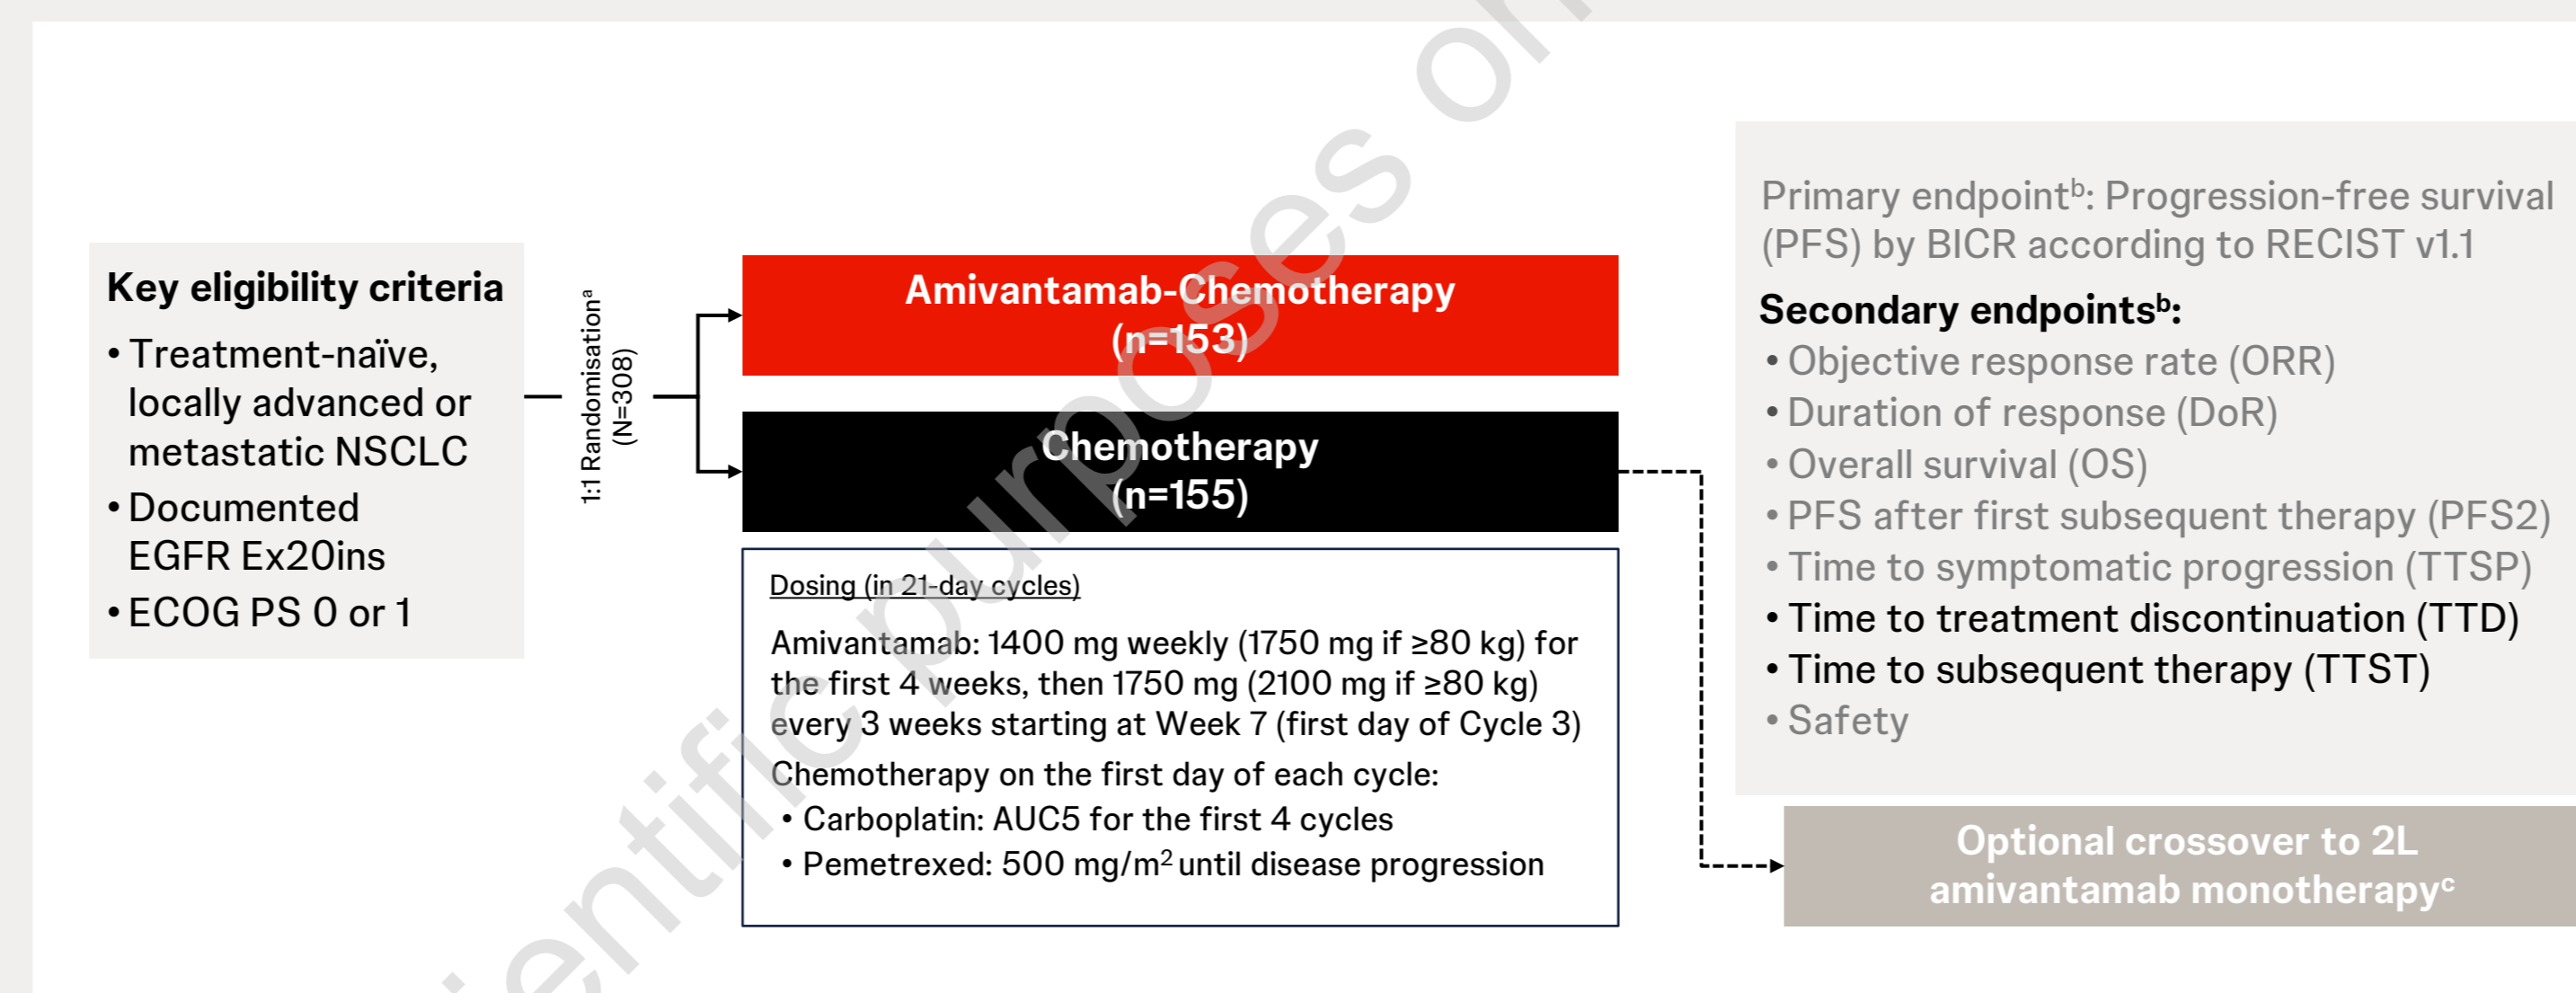 Key eligibility criteria
• Treatment-naïve,
locally advanced or
metastatic NSCLC
• Documented
EGFR Ex20ins
• ECOG PS 0 or 1
1:1 Randomisationᵃ
(N=308)
Amivantamab-Chemotherapy
(n=153)
Chemotherapy
(n=155)
Dosing (in 21-day cycles)
Amivantamab: 1400 mg weekly (1750 mg if ≥80 kg) for
the first 4 weeks, then 1750 mg (2100 mg if ≥80 kg)
every 3 weeks starting at Week 7 (first day of Cycle 3)
Chemotherapy on the first day of each cycle:
• Carboplatin: AUC5 for the first 4 cycles
• Pemetrexed: 500 mg/m² until disease progression
Primary endpointᵇ: Progression-free survival
(PFS) by BICR according to RECIST v1.1
Secondary endpointsᵇ:
• Objective response rate (ORR)
• Duration of response (DoR)
• Overall survival (OS)
• PFS after first subsequent therapy (PFS2)
• Time to symptomatic progression (TTSP)
• Time to treatment discontinuation (TTD)
• Time to subsequent therapy (TTST)
• Safety
Optional crossover to 2L
amivantamab monotherapyᶜ
purposes